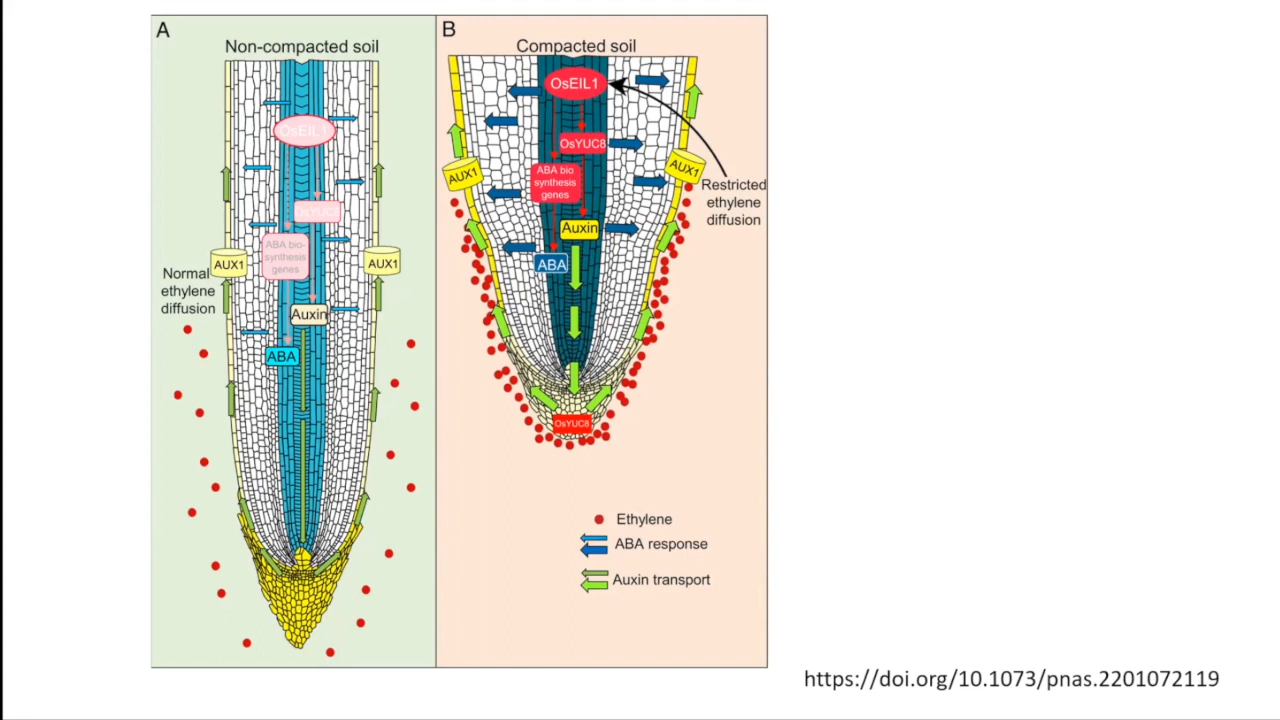 A
Non-compacted soil
OsEIL1
OsYUC8
ABA bio-
synthesis
genes
AUX1
AUX1
Normal
ethylene
diffusion
Auxin
ABA
B
Compacted soil
OsEIL1
OsYUC8
ABA bio
synthesis
genes
AUX1
AUX1
Restricted
ethylene
diffusion
Auxin
ABA
OsYUC8
Ethylene
ABA response
Auxin transport
https://doi.org/10.1073/pnas.2201072119